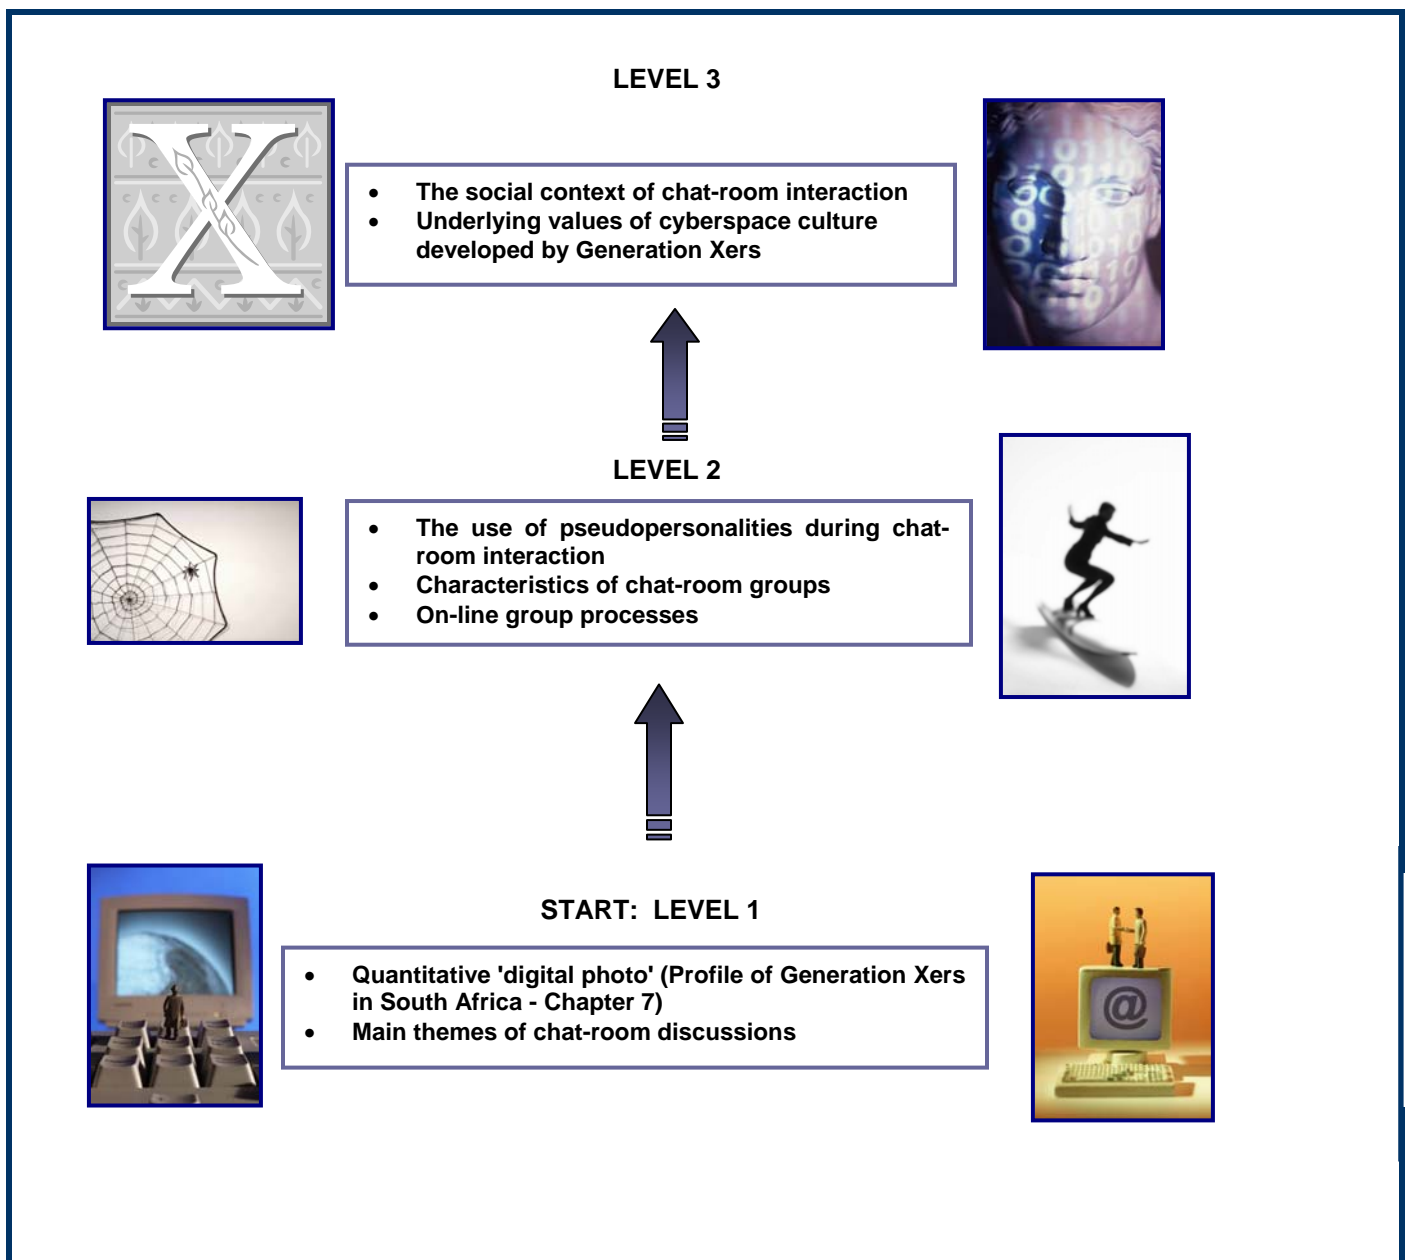 LEVEL 3
X
• The social context of chat-room interaction
• Underlying values of cyberspace culture
developed by Generation Xers
LEVEL 2
• The use of pseudopersonalities during chat-
room interaction
• Characteristics of chat-room groups
• On-line group processes
START: LEVEL 1
• Quantitative 'digital photo' (Profile of Generation Xers
in South Africa - Chapter 7)
• Main themes of chat-room discussions
@